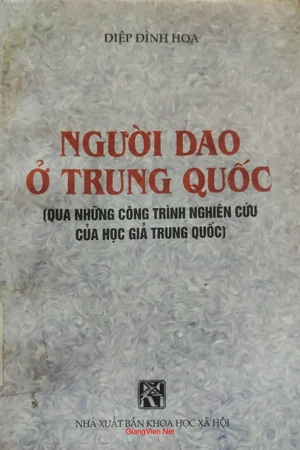 DIỆP ĐÌNH HOA
NGƯỜI DAO
Ở TRUNG QUỐC
(QUA NHỮNG CÔNG TRÌNH NGHIÊN CỨU
CỦA HỌC GIẢ TRUNG QUỐC)
NHÀ XUẤT BẢN KHOA HỌC XÃ HỘI
GiangVien.Net